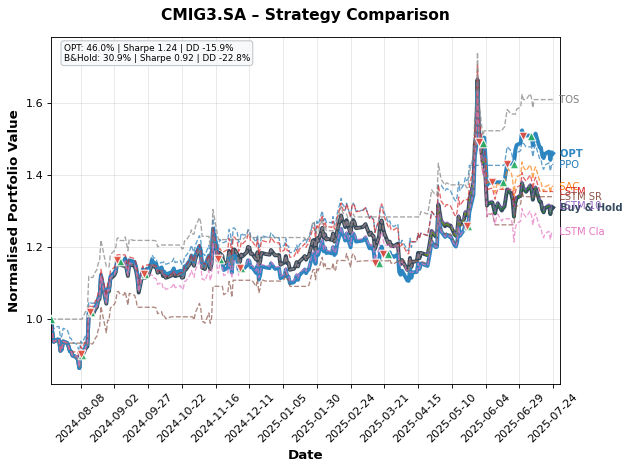 CMIG3.SA – Strategy Comparison
OPT: 46.0% | Sharpe 1.24 | DD -15.9%
B&Hold: 30.9% | Sharpe 0.92 | DD -22.8%
Normalised Portfolio Value
1.6
1.4
1.2
1.0
TOS
OPT
PPO
SAC
LSTM
LSTM SR
Buy & Hold
LSTM Cla
2024-08-08
2024-09-02
2024-09-27
2024-10-22
2024-11-16
2024-12-11
2025-01-05
2025-01-30
2025-02-24
2025-03-21
2025-04-15
2025-05-10
2025-06-04
2025-06-29
2025-07-24
Date